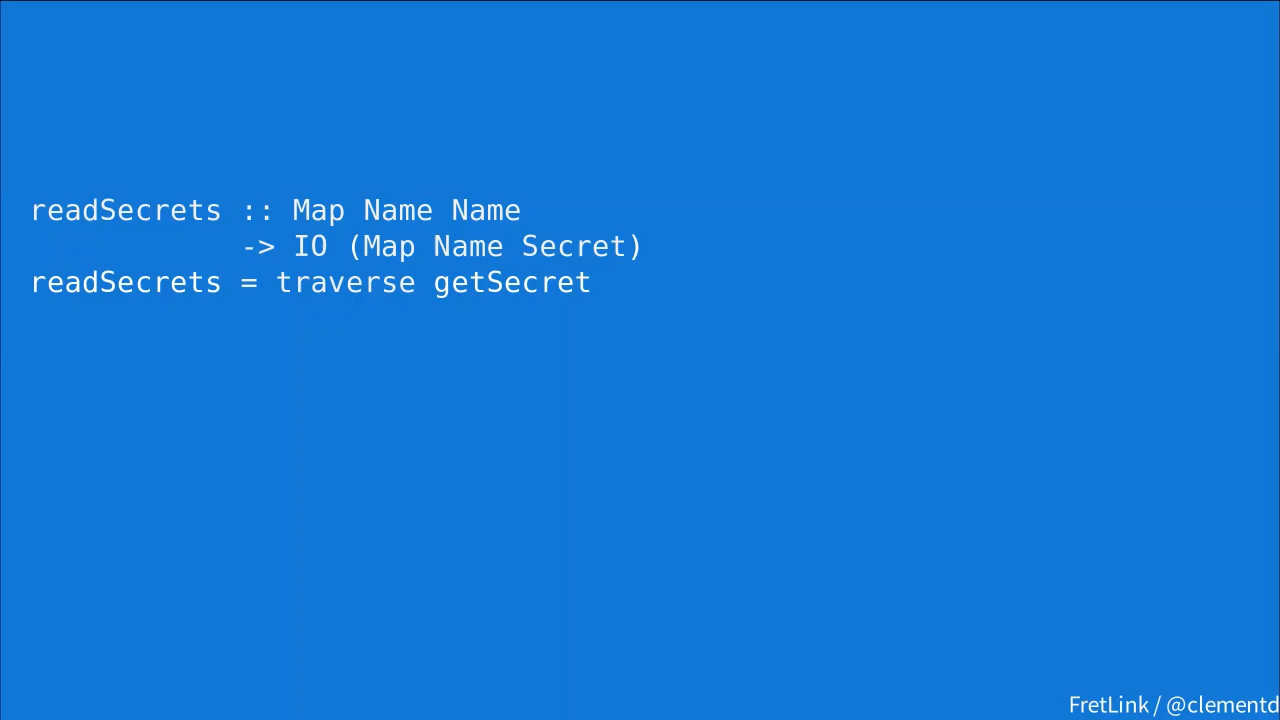 readSecrets :: Map Name Name
            -> IO (Map Name Secret)
readSecrets = traverse getSecret
FretLink / @clementd